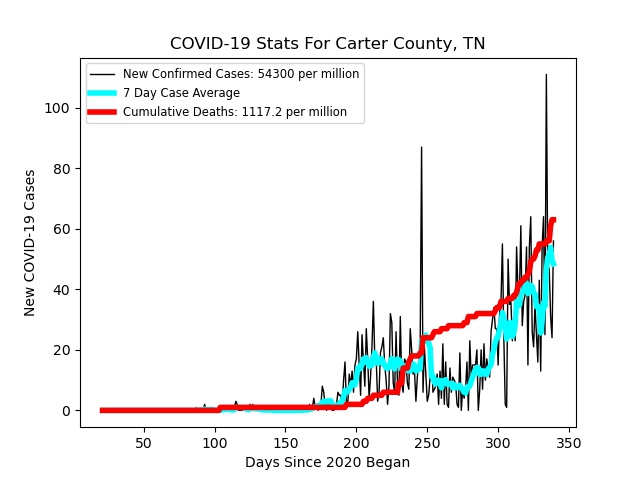 COVID-19 Stats For Carter County, TN
New Confirmed Cases: 54300 per million
7 Day Case Average
Cumulative Deaths: 1117.2 per million
New COVID-19 Cases
100
80
60
40
20
0
50 100 150 200 250 300 350
Days Since 2020 Began